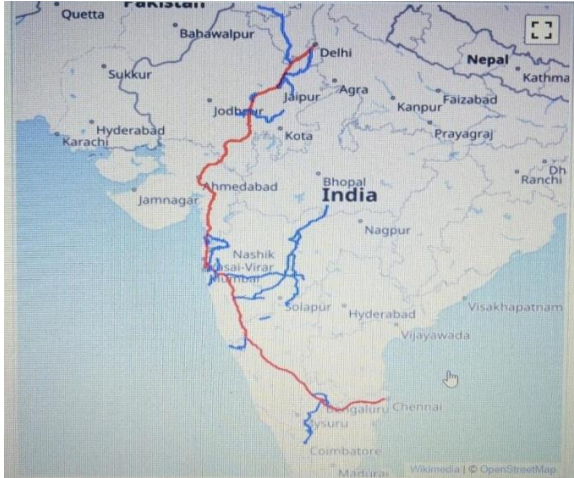 Pakistan
Quetta
Bahawalpur
Delhi
Nepal
Sukkur
Kathma
Jaipur
Agra
Faizabad
Jodhpur
Kanpur
Hyderabad
Kota
Prayagraj
Karachi
Dh
Ranchi
Ahmedabad
Bhopal
India
Jamnagar
Nagpur
Nashik
Vasai-Virar
Mumbai
Solapur
Hyderabad
Visakhapatnam
Vijayawada
Bengaluru
Chennai
Mysuru
Coimbatore
Madurai
Wikimedia | © OpenStreetMap